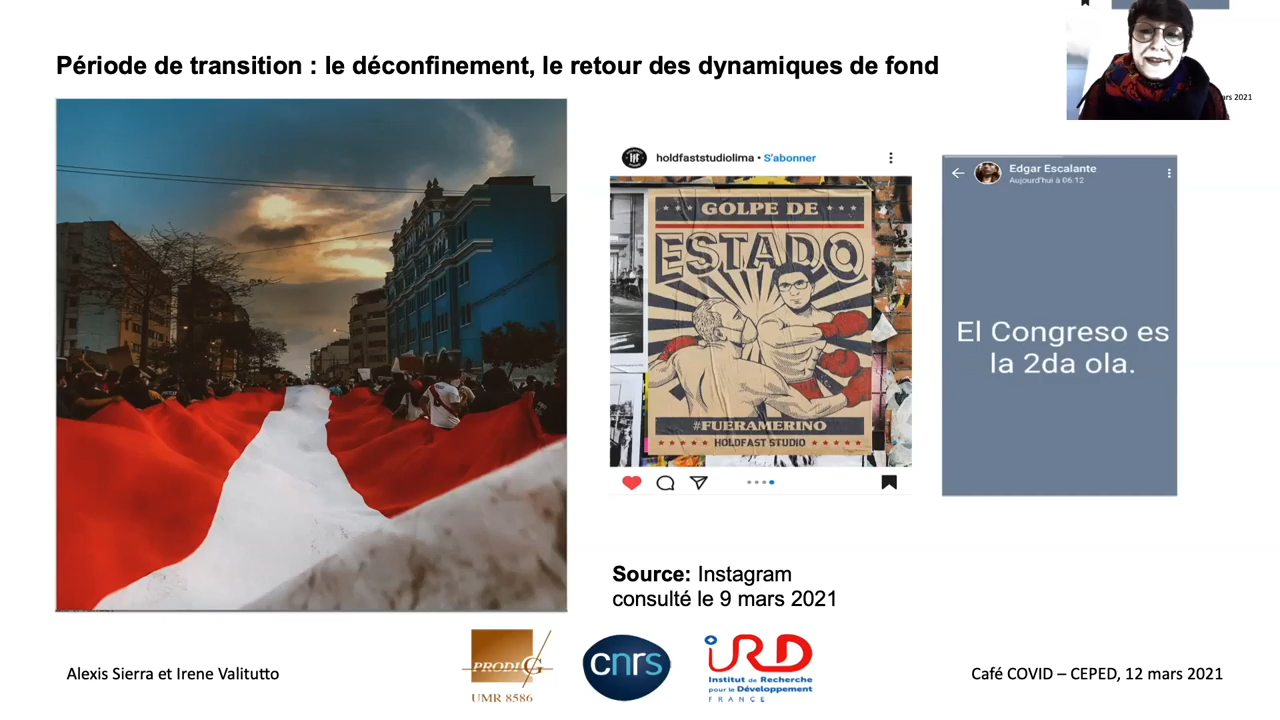 Période de transition : le déconfinement, le retour des dynamiques de fond
rs 2021
holdfaststudiolima • S'abonner
GOLPE DE
ESTADO
#FUERAMERINO
HOLDFAST STUDIO
Edgar Escalante
Aujourd'hui à 06:12
El Congreso es
la 2da ola.
Source: Instagram
consulté le 9 mars 2021
Alexis Sierra et Irene Valitutto
PRODIG
UMR 8586
cnrs
iRD
Institut de Recherche
pour le Développement
FRANCE
Café COVID – CEPED, 12 mars 2021